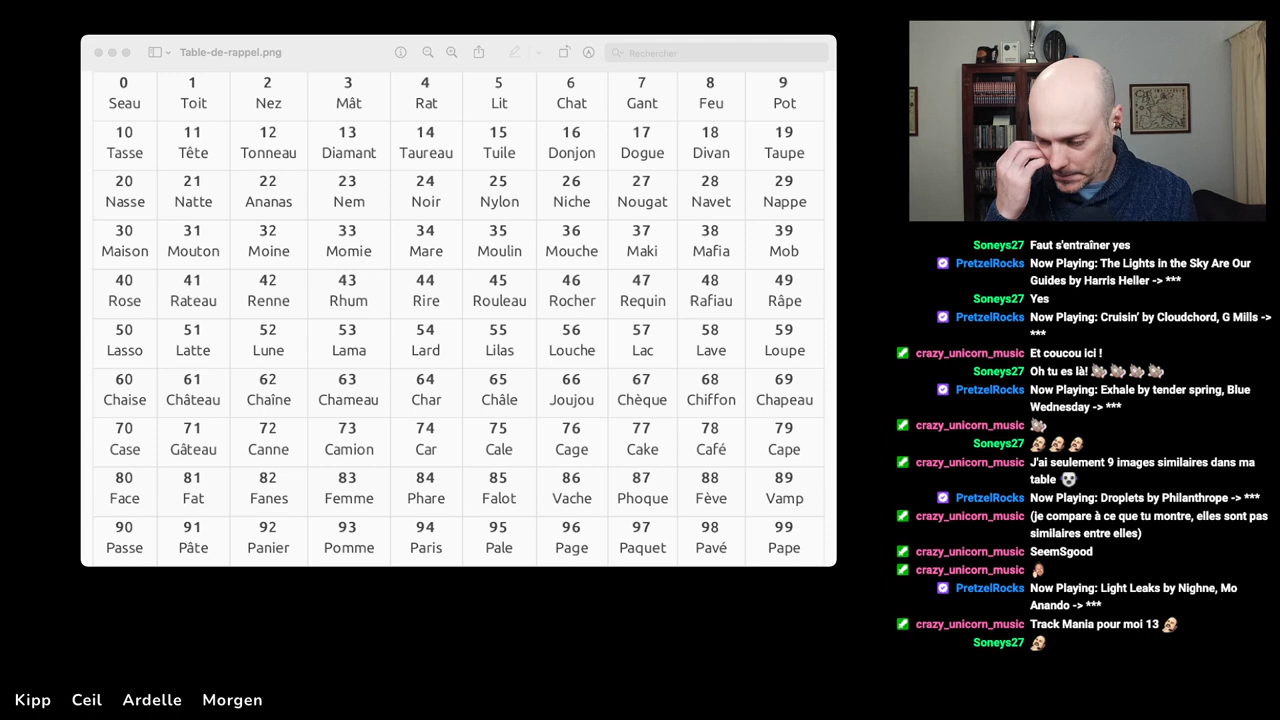 Table-de-rappel.png
Rechercher
0 1 2 3 4 5 6 7 8 9
Seau Toit Nez Mât Rat Lit Chat Gant Feu Pot
10 11 12 13 14 15 16 17 18 19
Tasse Tête Tonneau Diamant Taureau Tuile Donjon Dogue Divan Taupe
20 21 22 23 24 25 26 27 28 29
Nasse Natte Ananas Nem Noir Nylon Niche Nougat Navet Nappe
30 31 32 33 34 35 36 37 38 39
Maison Mouton Moine Momie Mare Moulin Mouche Maki Mafia Mob
40 41 42 43 44 45 46 47 48 49
Rose Rateau Renne Rhum Rire Rouleau Rocher Requin Rafiau Râpe
50 51 52 53 54 55 56 57 58 59
Lasso Latte Lune Lama Lard Lilas Louche Lac Lave Loupe
60 61 62 63 64 65 66 67 68 69
Chaise Château Chaîne Chameau Char Châle Joujou Chèque Chiffon Chapeau
70 71 72 73 74 75 76 77 78 79
Case Gâteau Canne Camion Car Cale Cage Cake Café Cape
80 81 82 83 84 85 86 87 88 89
Face Fat Fanes Femme Phare Falot Vache Phoque Fève Vamp
90 91 92 93 94 95 96 97 98 99
Passe Pâte Panier Pomme Paris Pale Page Paquet Pavé Pape
Soneys27 Faut s'entraîner yes
PretzelRocks Now Playing: The Lights in the Sky Are Our
Guides by Harris Heller -> ***
Soneys27 Yes
PretzelRocks Now Playing: Cruisin' by Cloudchord, G Mills ->
***
crazy_unicorn_music Et coucou ici !
Soneys27 Oh tu es là!
PretzelRocks Now Playing: Exhale by tender spring, Blue
Wednesday -> ***
crazy_unicorn_music
Soneys27
crazy_unicorn_music J'ai seulement 9 images similaires dans ma
table
PretzelRocks Now Playing: Droplets by Philanthrope -> ***
crazy_unicorn_music (je compare à ce que tu montre, elles sont pas
similaires entre elles)
crazy_unicorn_music SeemSgood
crazy_unicorn_music
PretzelRocks Now Playing: Light Leaks by Nighne, Mo
Anando -> ***
crazy_unicorn_music Track Mania pour moi 13
Soneys27
Kipp Ceil Ardelle Morgen